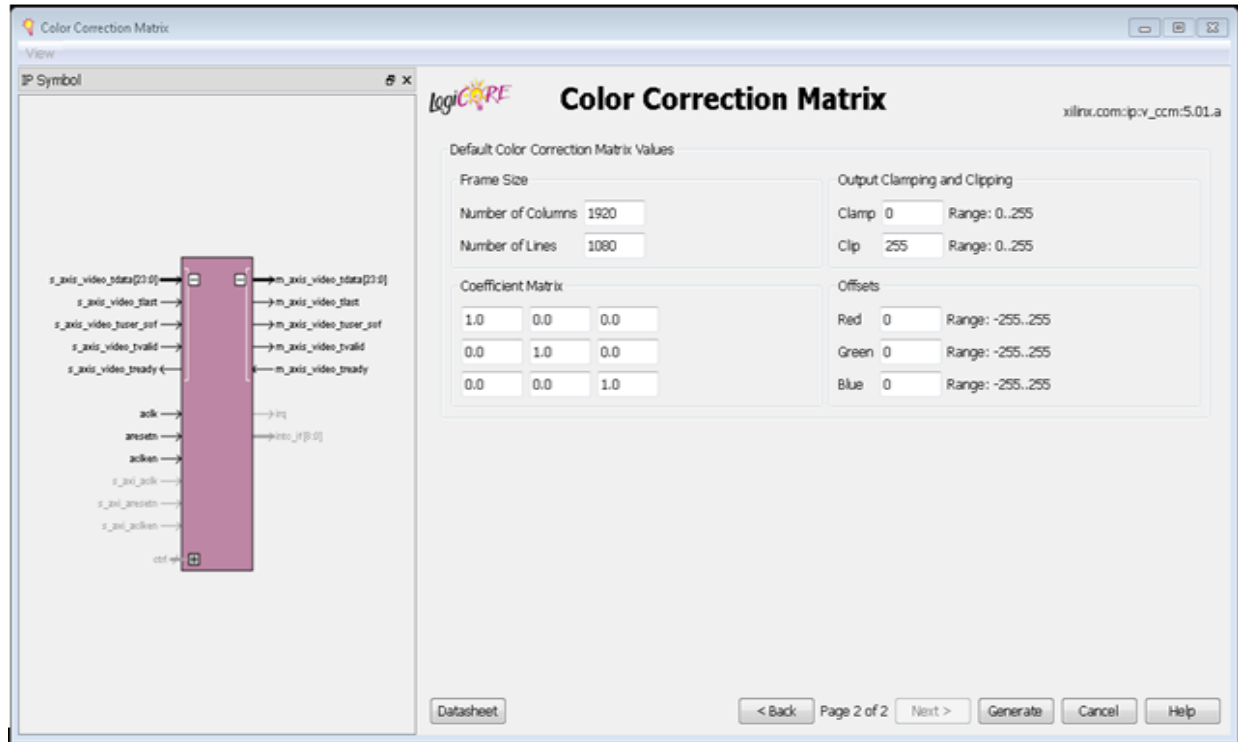 Color Correction Matrix
View
IP Symbol
logiCORE
Color Correction Matrix
xilinx.com:ip:v_ccm:5.01.a
Default Color Correction Matrix Values
Frame Size
Number of Columns 1920
Number of Lines 1080
Output Clamping and Clipping
Clamp 0 Range: 0..255
Clip 255 Range: 0..255
Coefficient Matrix
1.0 0.0 0.0
0.0 1.0 0.0
0.0 0.0 1.0
Offsets
Red 0 Range: -255..255
Green 0 Range: -255..255
Blue 0 Range: -255..255
s_axis_video_tdata[23:0] m_axis_video_tdata[23:0]
s_axis_video_tlast m_axis_video_tlast
s_axis_video_tuser_sof m_axis_video_tuser_sof
s_axis_video_tvalid m_axis_video_tvalid
s_axis_video_tready m_axis_video_tready
aclk irq
aresetn intc_if[8:0]
aclken
s_axi_aclk
s_axi_aresetn
s_axi_aclken
ctrl
Datasheet
< Back Page 2 of 2 Next > Generate Cancel Help